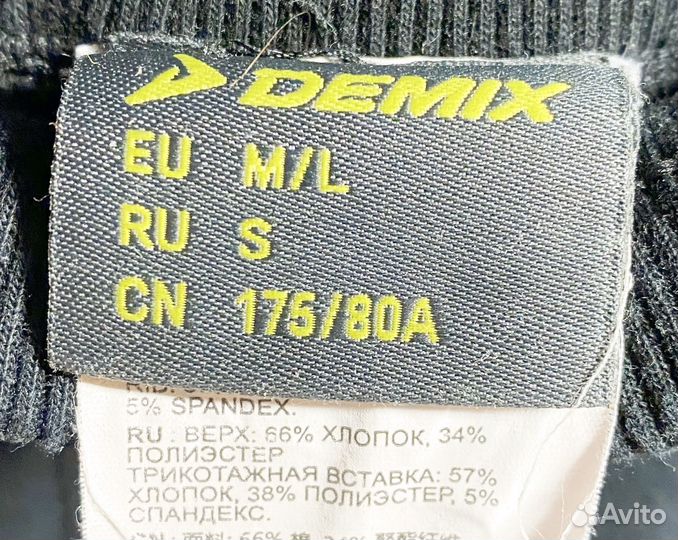 DEMIX
EU M/L
RU S
CN 175/80A
5% SPANDEX.
RU : ВЕРХ: 66% ХЛОПОК, 34%
ПОЛИЭСТЕР
ТРИКОТАЖНАЯ ВСТАВКА: 57%
ХЛОПОК, 38% ПОЛИЭСТЕР, 5%
СПАНДЕКС.
Avito